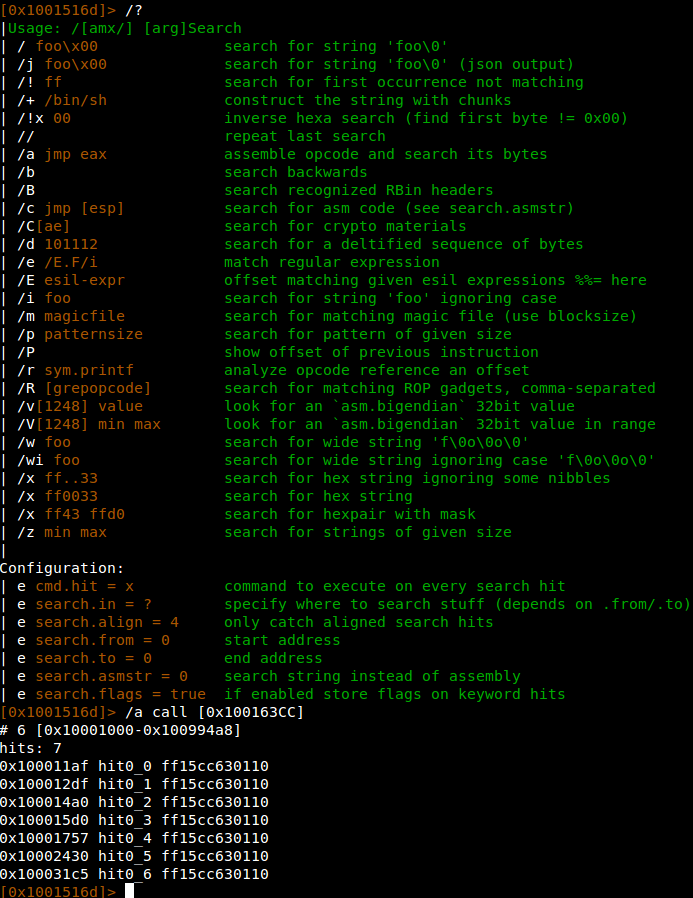 [0x1001516d]> /?
|Usage: /[amx/] [arg]Search
| / foo\x00 search for string 'foo\0'
| /j foo\x00 search for string 'foo\0' (json output)
| /! ff search for first occurrence not matching
| /+ /bin/sh construct the string with chunks
| /!x 00 inverse hexa search (find first byte != 0x00)
| // repeat last search
| /a jmp eax assemble opcode and search its bytes
| /b search backwards
| /B search recognized RBin headers
| /c jmp [esp] search for asm code (see search.asmstr)
| /C[ae] search for crypto materials
| /d 101112 search for a deltified sequence of bytes
| /e /E.F/i match regular expression
| /E esil-expr offset matching given esil expressions %%= here
| /i foo search for string 'foo' ignoring case
| /m magicfile search for matching magic file (use blocksize)
| /p patternsize search for pattern of given size
| /P show offset of previous instruction
| /r sym.printf analyze opcode reference an offset
| /R [grepopcode] search for matching ROP gadgets, comma-separated
| /v[1248] value look for an `asm.bigendian` 32bit value
| /V[1248] min max look for an `asm.bigendian` 32bit value in range
| /w foo search for wide string 'f\0o\0o\0'
| /wi foo search for wide string ignoring case 'f\0o\0o\0'
| /x ff..33 search for hex string ignoring some nibbles
| /x ff0033 search for hex string
| /x ff43 ffd0 search for hexpair with mask
| /z min max search for strings of given size
|
Configuration:
| e cmd.hit = x command to execute on every search hit
| e search.in = ? specify where to search stuff (depends on .from/.to)
| e search.align = 4 only catch aligned search hits
| e search.from = 0 start address
| e search.to = 0 end address
| e search.asmstr = 0 search string instead of assembly
| e search.flags = true if enabled store flags on keyword hits
[0x1001516d]> /a call [0x100163CC]
# 6 [0x10001000-0x100994a8]
hits: 7
0x100011af hit0_0 ff15cc630110
0x100012df hit0_1 ff15cc630110
0x100014a0 hit0_2 ff15cc630110
0x100015d0 hit0_3 ff15cc630110
0x10001757 hit0_4 ff15cc630110
0x10002430 hit0_5 ff15cc630110
0x100031c5 hit0_6 ff15cc630110
[0x1001516d]>